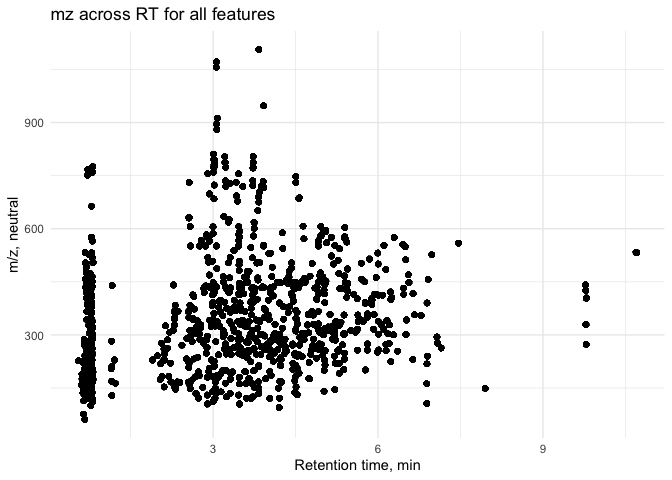 mz across RT for all features
900
600
300
m/z, neutral
3 6 9
Retention time, min